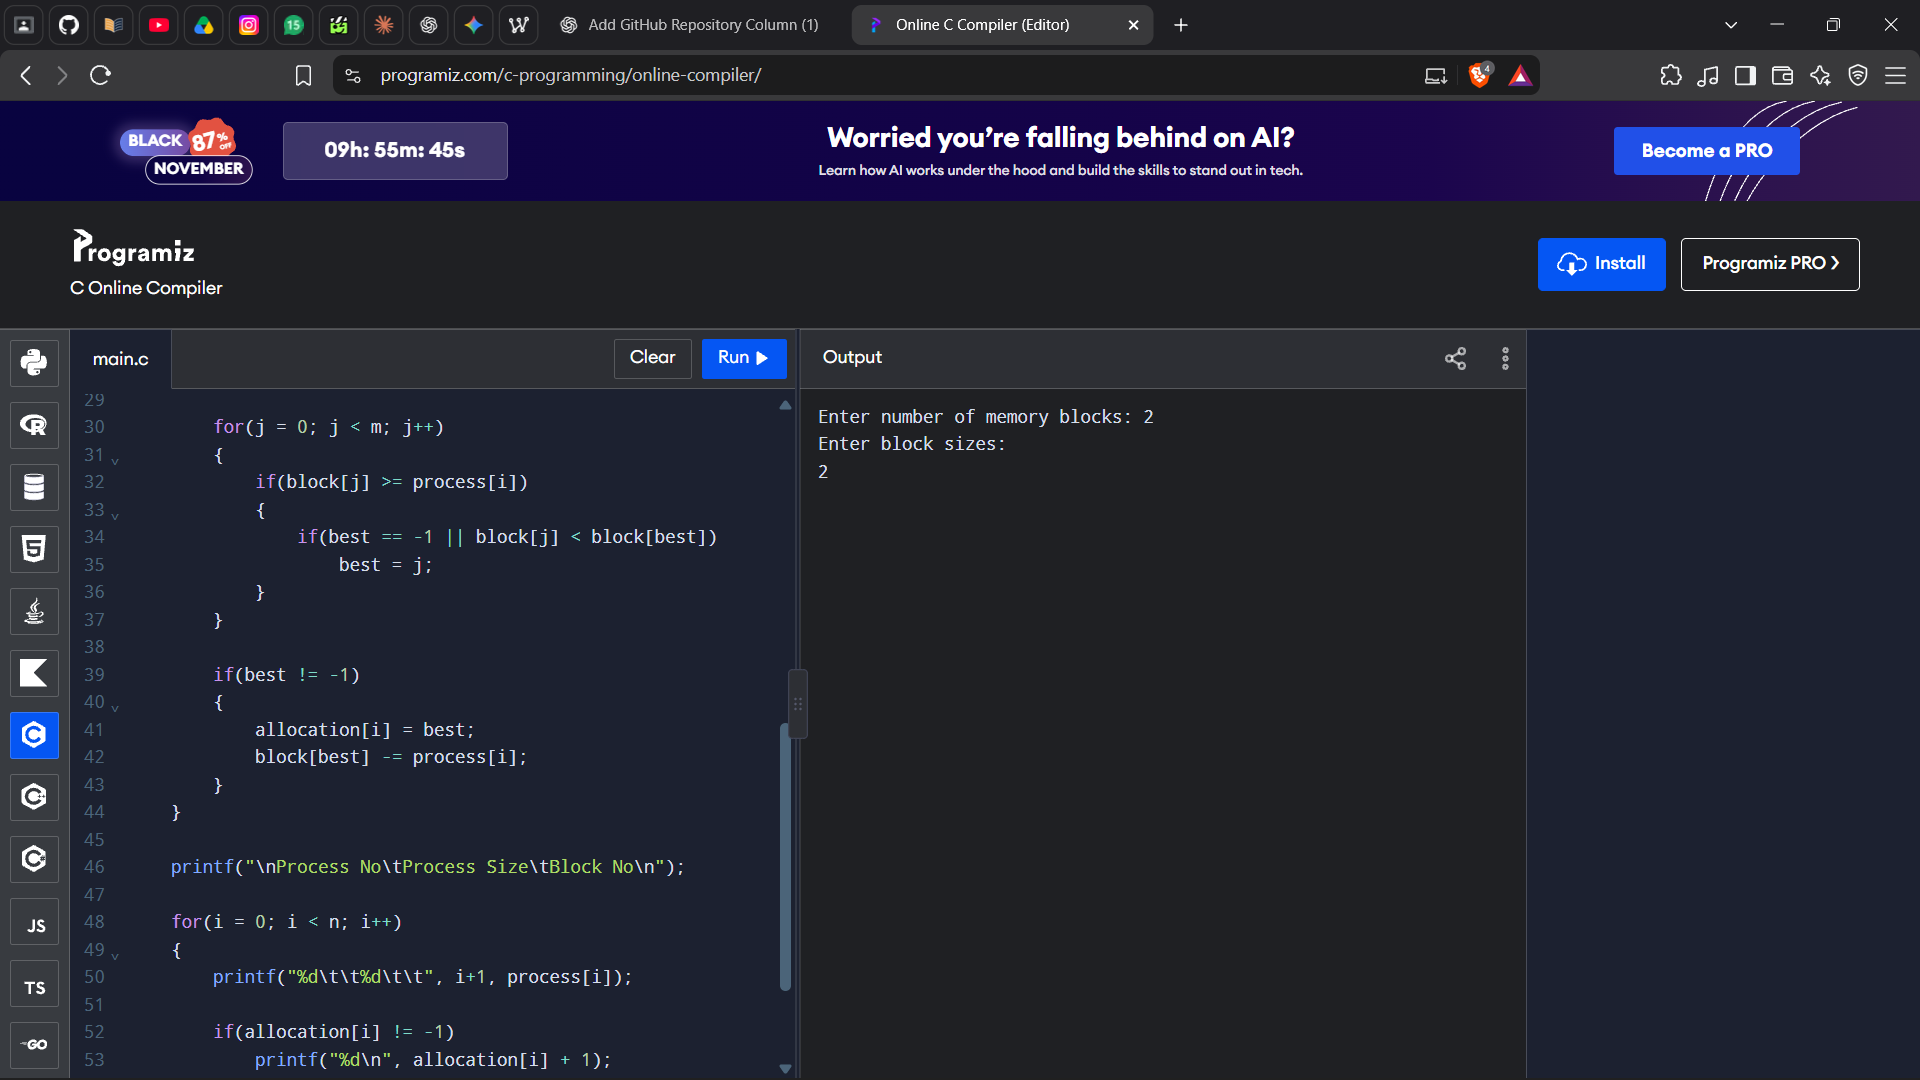 15
Add GitHub Repository Column (1)
Online C Compiler (Editor)
programiz.com/c-programming/online-compiler/
4
BLACK
87% OFF
NOVEMBER
09h: 55m: 45s
Worried you’re falling behind on AI?
Learn how AI works under the hood and build the skills to stand out in tech.
Become a PRO
Programiz
C Online Compiler
Install
Programiz PRO
main.c
Clear
Run
Output
29
30 for(j = 0; j < m; j++)
31 {
32 if(block[j] >= process[i])
33 {
34 if(best == -1 || block[j] < block[best])
35 best = j;
36 }
37 }
38
39 if(best != -1)
40 {
41 allocation[i] = best;
42 block[best] -= process[i];
43 }
44 }
45
46 printf("\nProcess No\tProcess Size\tBlock No\n");
47
48 for(i = 0; i < n; i++)
49 {
50 printf("%d\t\t%d\t\t", i+1, process[i]);
51
52 if(allocation[i] != -1)
53 printf("%d\n", allocation[i] + 1);
Enter number of memory blocks: 2
Enter block sizes:
2
R
5
C
C
C
JS
TS
GO